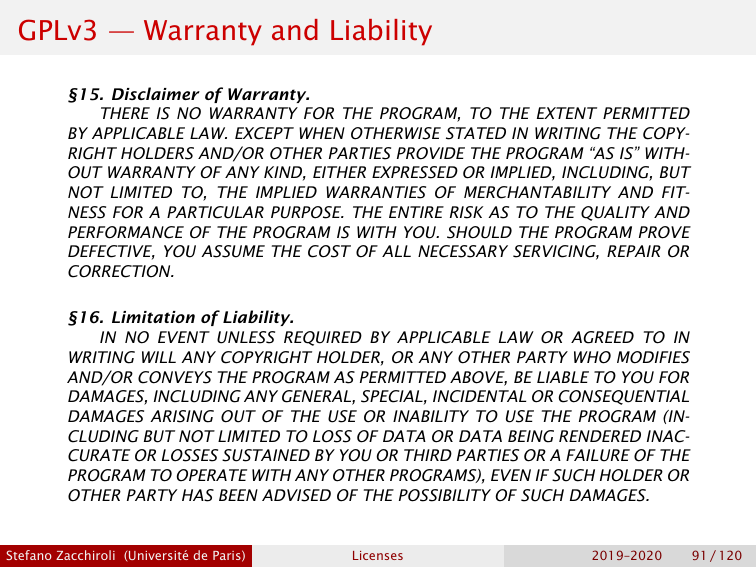 GPLv3 — Warranty and Liability
§15. Disclaimer of Warranty.
THERE IS NO WARRANTY FOR THE PROGRAM, TO THE EXTENT PERMITTED
BY APPLICABLE LAW. EXCEPT WHEN OTHERWISE STATED IN WRITING THE COPY-
RIGHT HOLDERS AND/OR OTHER PARTIES PROVIDE THE PROGRAM “AS IS” WITH-
OUT WARRANTY OF ANY KIND, EITHER EXPRESSED OR IMPLIED, INCLUDING, BUT
NOT LIMITED TO, THE IMPLIED WARRANTIES OF MERCHANTABILITY AND FIT-
NESS FOR A PARTICULAR PURPOSE. THE ENTIRE RISK AS TO THE QUALITY AND
PERFORMANCE OF THE PROGRAM IS WITH YOU. SHOULD THE PROGRAM PROVE
DEFECTIVE, YOU ASSUME THE COST OF ALL NECESSARY SERVICING, REPAIR OR
CORRECTION.
§16. Limitation of Liability.
IN NO EVENT UNLESS REQUIRED BY APPLICABLE LAW OR AGREED TO IN
WRITING WILL ANY COPYRIGHT HOLDER, OR ANY OTHER PARTY WHO MODIFIES
AND/OR CONVEYS THE PROGRAM AS PERMITTED ABOVE, BE LIABLE TO YOU FOR
DAMAGES, INCLUDING ANY GENERAL, SPECIAL, INCIDENTAL OR CONSEQUENTIAL
DAMAGES ARISING OUT OF THE USE OR INABILITY TO USE THE PROGRAM (IN-
CLUDING BUT NOT LIMITED TO LOSS OF DATA OR DATA BEING RENDERED INAC-
CURATE OR LOSSES SUSTAINED BY YOU OR THIRD PARTIES OR A FAILURE OF THE
PROGRAM TO OPERATE WITH ANY OTHER PROGRAMS), EVEN IF SUCH HOLDER OR
OTHER PARTY HAS BEEN ADVISED OF THE POSSIBILITY OF SUCH DAMAGES.
Stefano Zacchiroli (Université de Paris) Licenses 2019–2020 91 / 120